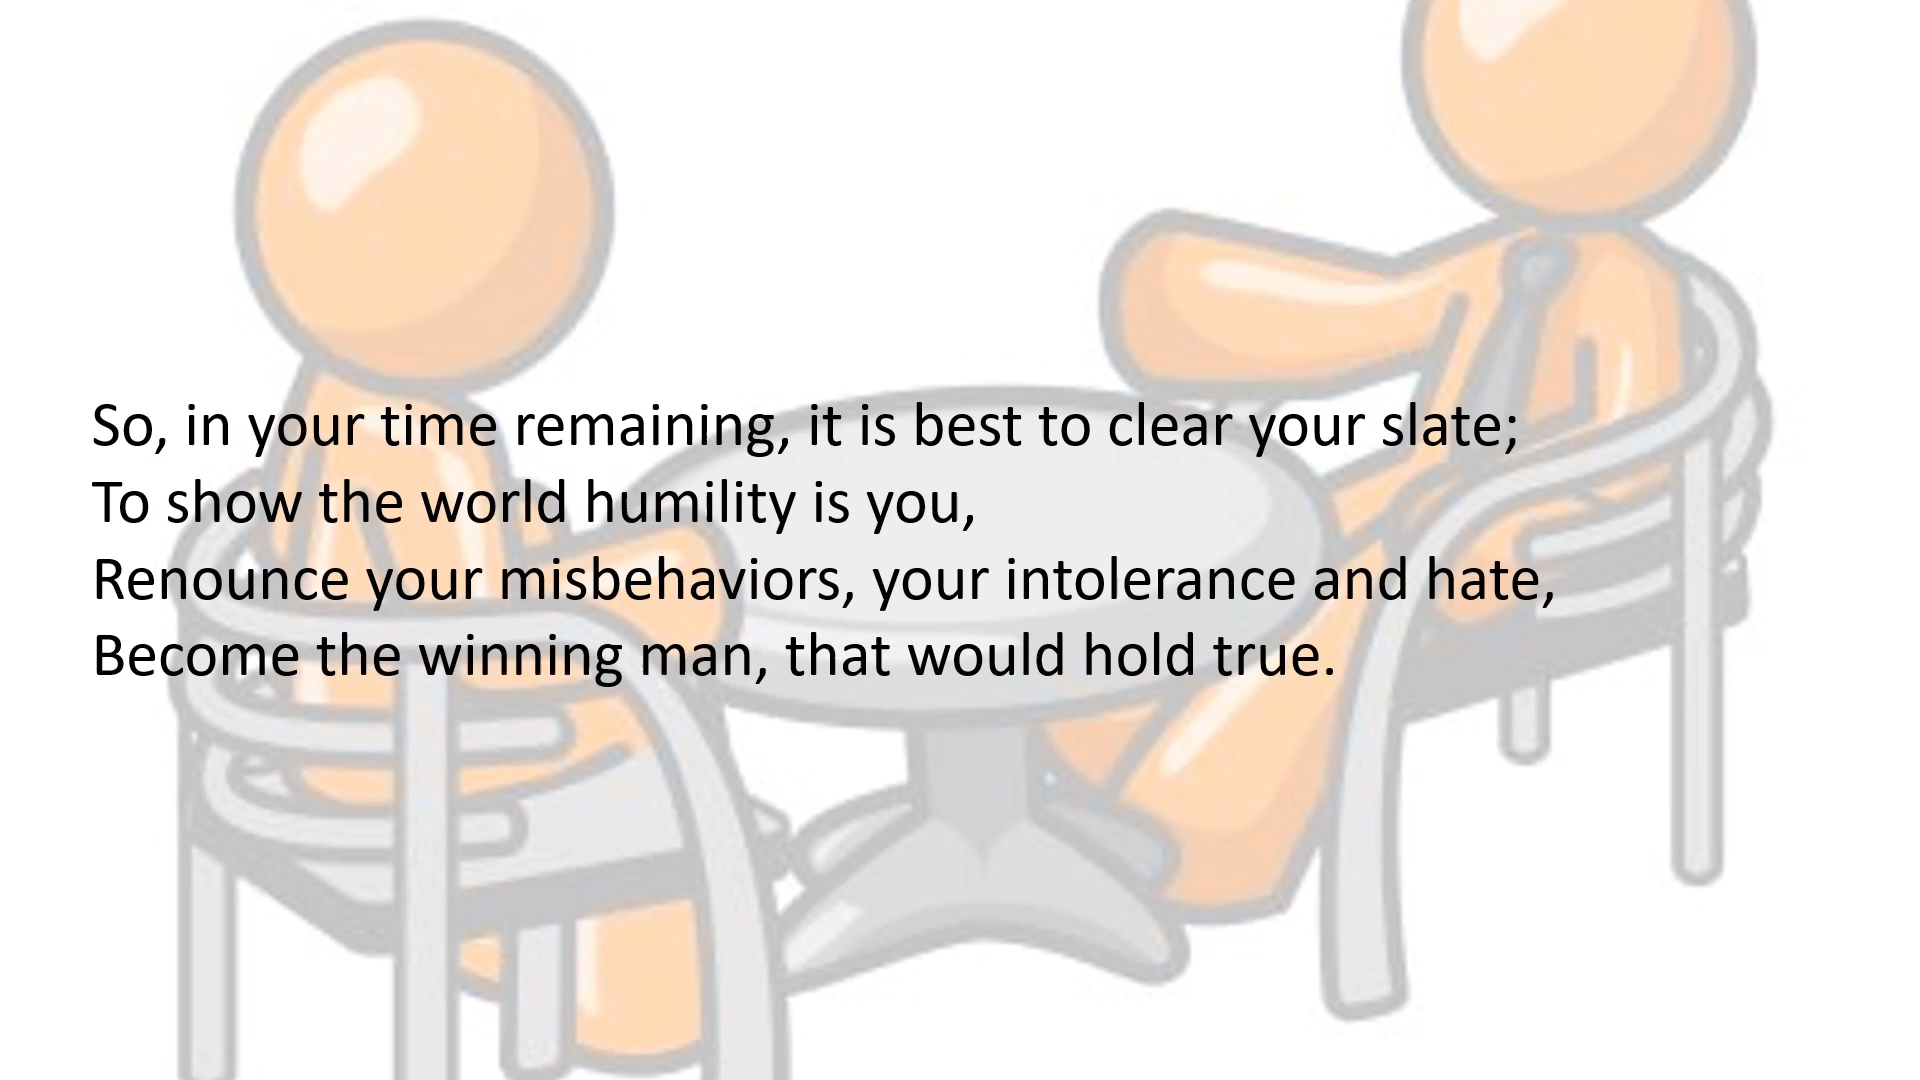 So, in your time remaining, it is best to clear your slate;
To show the world humility is you,
Renounce your misbehaviors, your intolerance and hate,
Become the winning man, that would hold true.